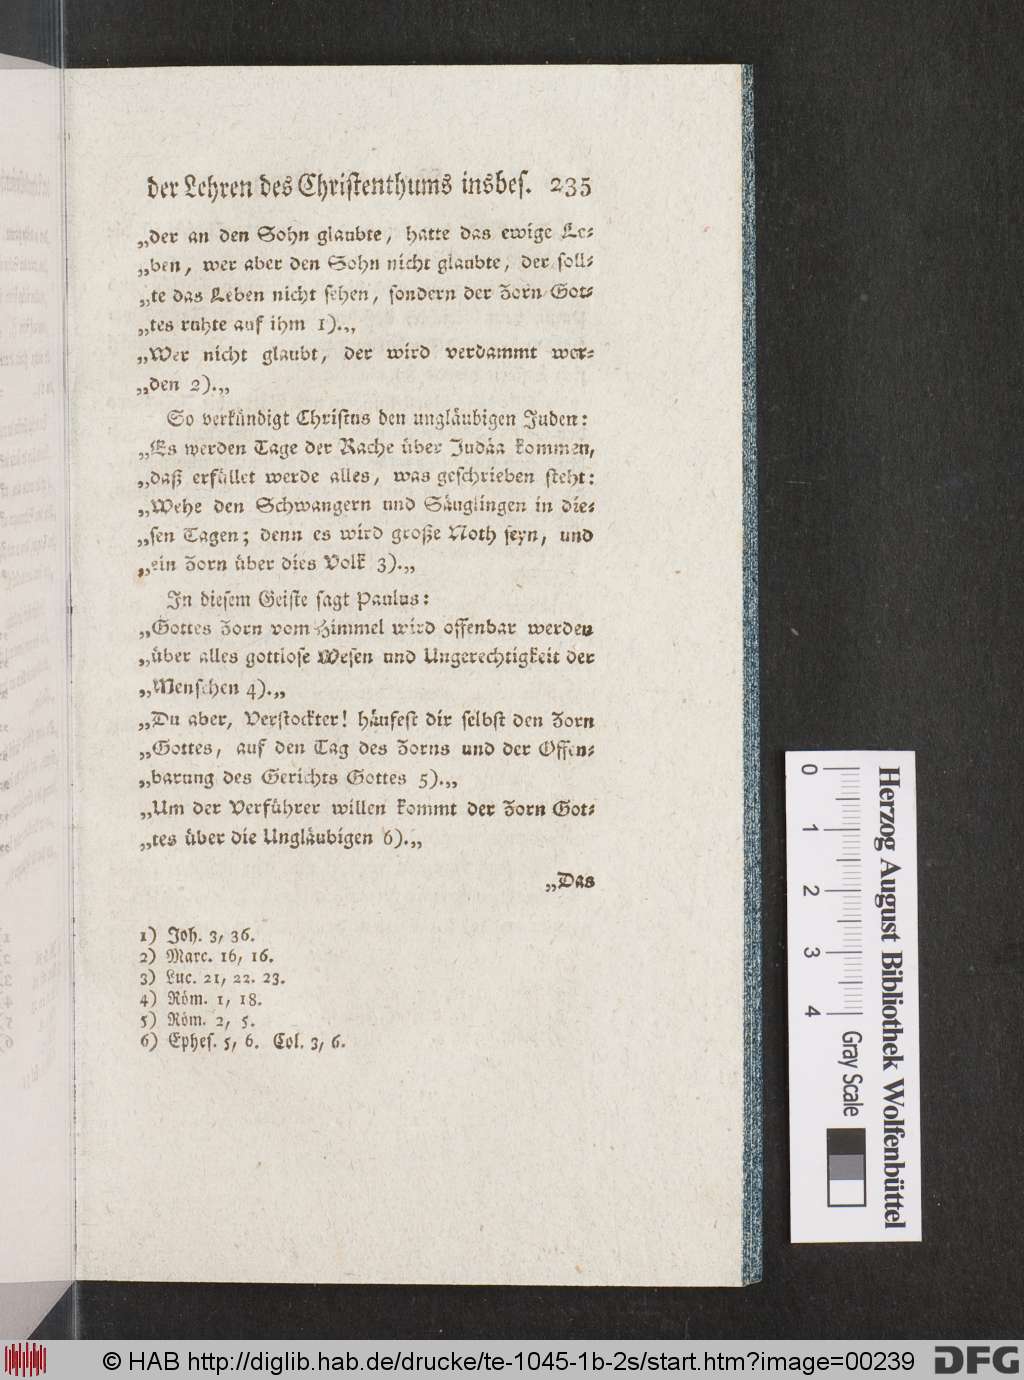 der Lehren des Christenthums insbes. 235
„der an den Sohn glaubte, hatte das ewige Le⸗
„ben, wer aber den Sohn nicht glaubte, der soll⸗
„te das Leben nicht sehen, sondern der Zorn Got⸗
„tes ruhte auf ihm 1).„
„Wer nicht glaubt, der wird verdammt wer⸗
„den 2).„
So verkündigt Christus den ungläubigen Juden:
„Es werden Tage der Rache über Judäa kommen,
„daß erfüllet werde alles, was geschrieben steht:
„Wehe den Schwangern und Säuglingen in die⸗
„sen Tagen; denn es wird große Noth seyn, und
„ein Zorn über dies Volk 3).„
In diesem Geiste sagt Paulus:
„Gottes Zorn vom Himmel wird offenbar werden
„über alles gottlose Wesen und Ungerechtigkeit der
„Menschen 4).„
„Du aber, Verstockter! häufest dir selbst den Zorn
„Gottes, auf den Tag des Zorns und der Offen⸗
„barung des Gerichts Gottes 5).„
„Um der Verführer willen kommt der Zorn Got⸗
„tes über die Ungläubigen 6).„
„Das
1) Joh. 3, 36.
2) Marc. 16, 16.
3) Luc. 21, 22. 23.
4) Röm. 1, 18.
5) Röm. 2, 5.
6) Ephes. 5, 6. Col. 3, 6.
0 1 2 3 4 Gray Scale
Herzog August Bibliothek Wolfenbüttel
© HAB http://diglib.hab.de/drucke/te-1045-1b-2s/start.htm?image=00239
DFG